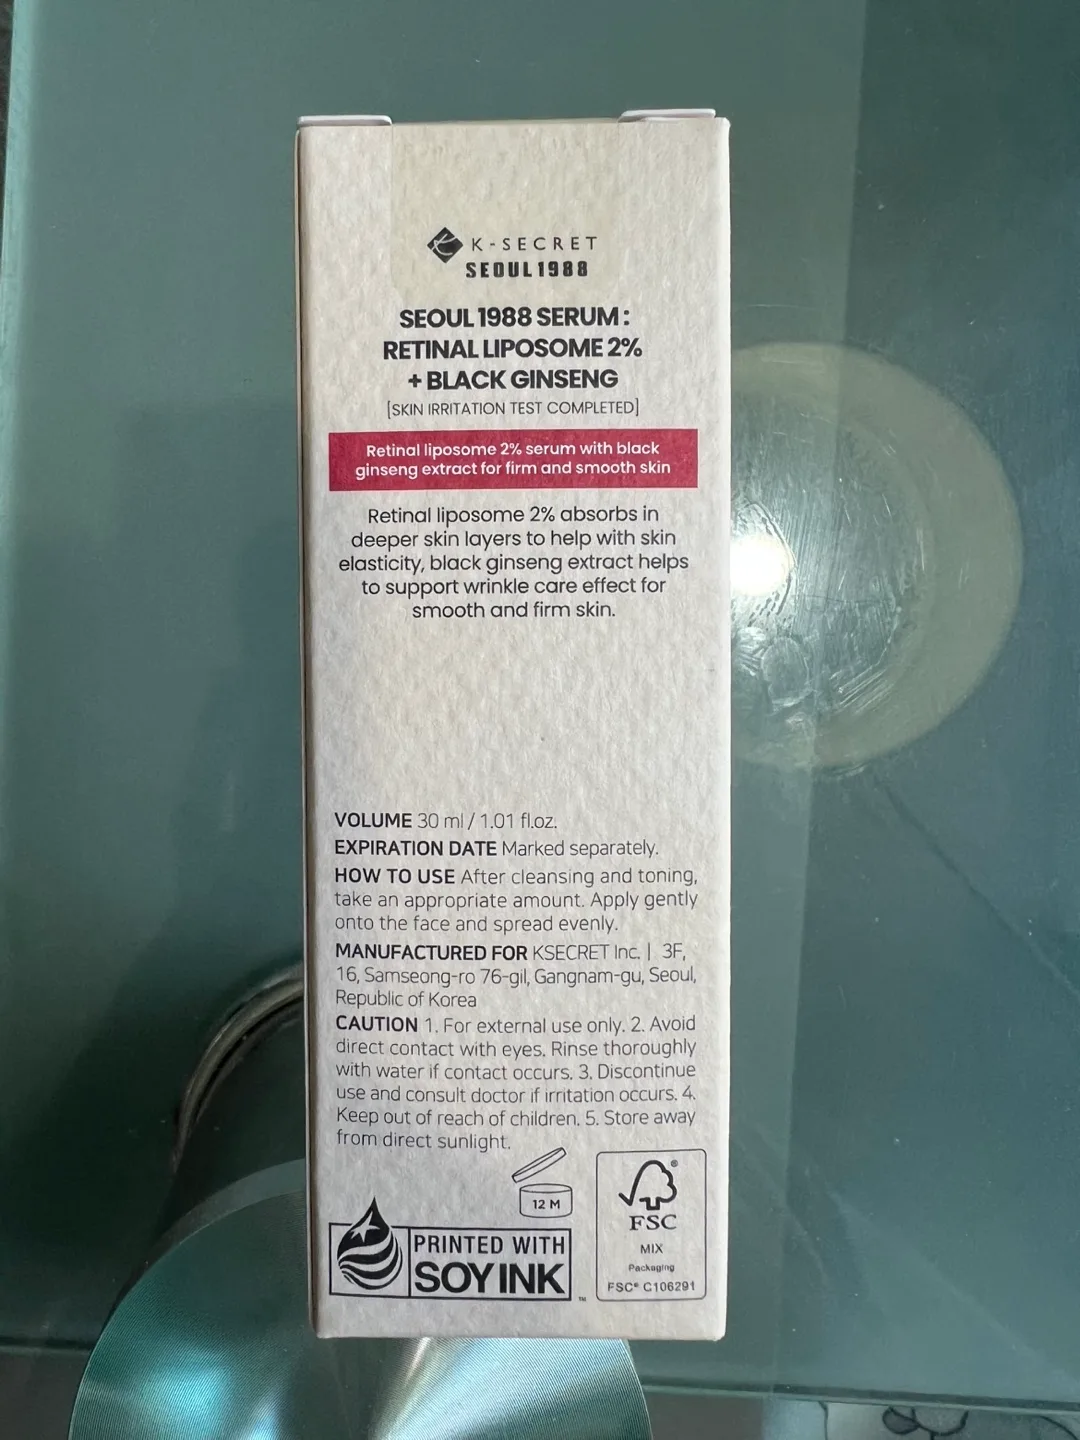 K-SECRET
SEOUL1988
SEOUL 1988 SERUM :
RETINAL LIPOSOME 2%
+ BLACK GINSENG
[SKIN IRRITATION TEST COMPLETED]
Retinal liposome 2% serum with black
ginseng extract for firm and smooth skin
Retinal liposome 2% absorbs in
deeper skin layers to help with skin
elasticity, black ginseng extract helps
to support wrinkle care effect for
smooth and firm skin.
VOLUME 30 ml / 1.01 fl.oz.
EXPIRATION DATE Marked separately.
HOW TO USE After cleansing and toning,
take an appropriate amount. Apply gently
onto the face and spread evenly.
MANUFACTURED FOR KSECRET Inc. | 3F,
16, Samseong-ro 76-gil, Gangnam-gu, Seoul,
Republic of Korea
CAUTION 1. For external use only. 2. Avoid
direct contact with eyes. Rinse thoroughly
with water if contact occurs. 3. Discontinue
use and consult doctor if irritation occurs. 4.
Keep out of reach of children. 5. Store away
from direct sunlight.
12 M
PRINTED WITH
SOY INK ™
®
FSC
MIX
Packaging
FSC® C106291